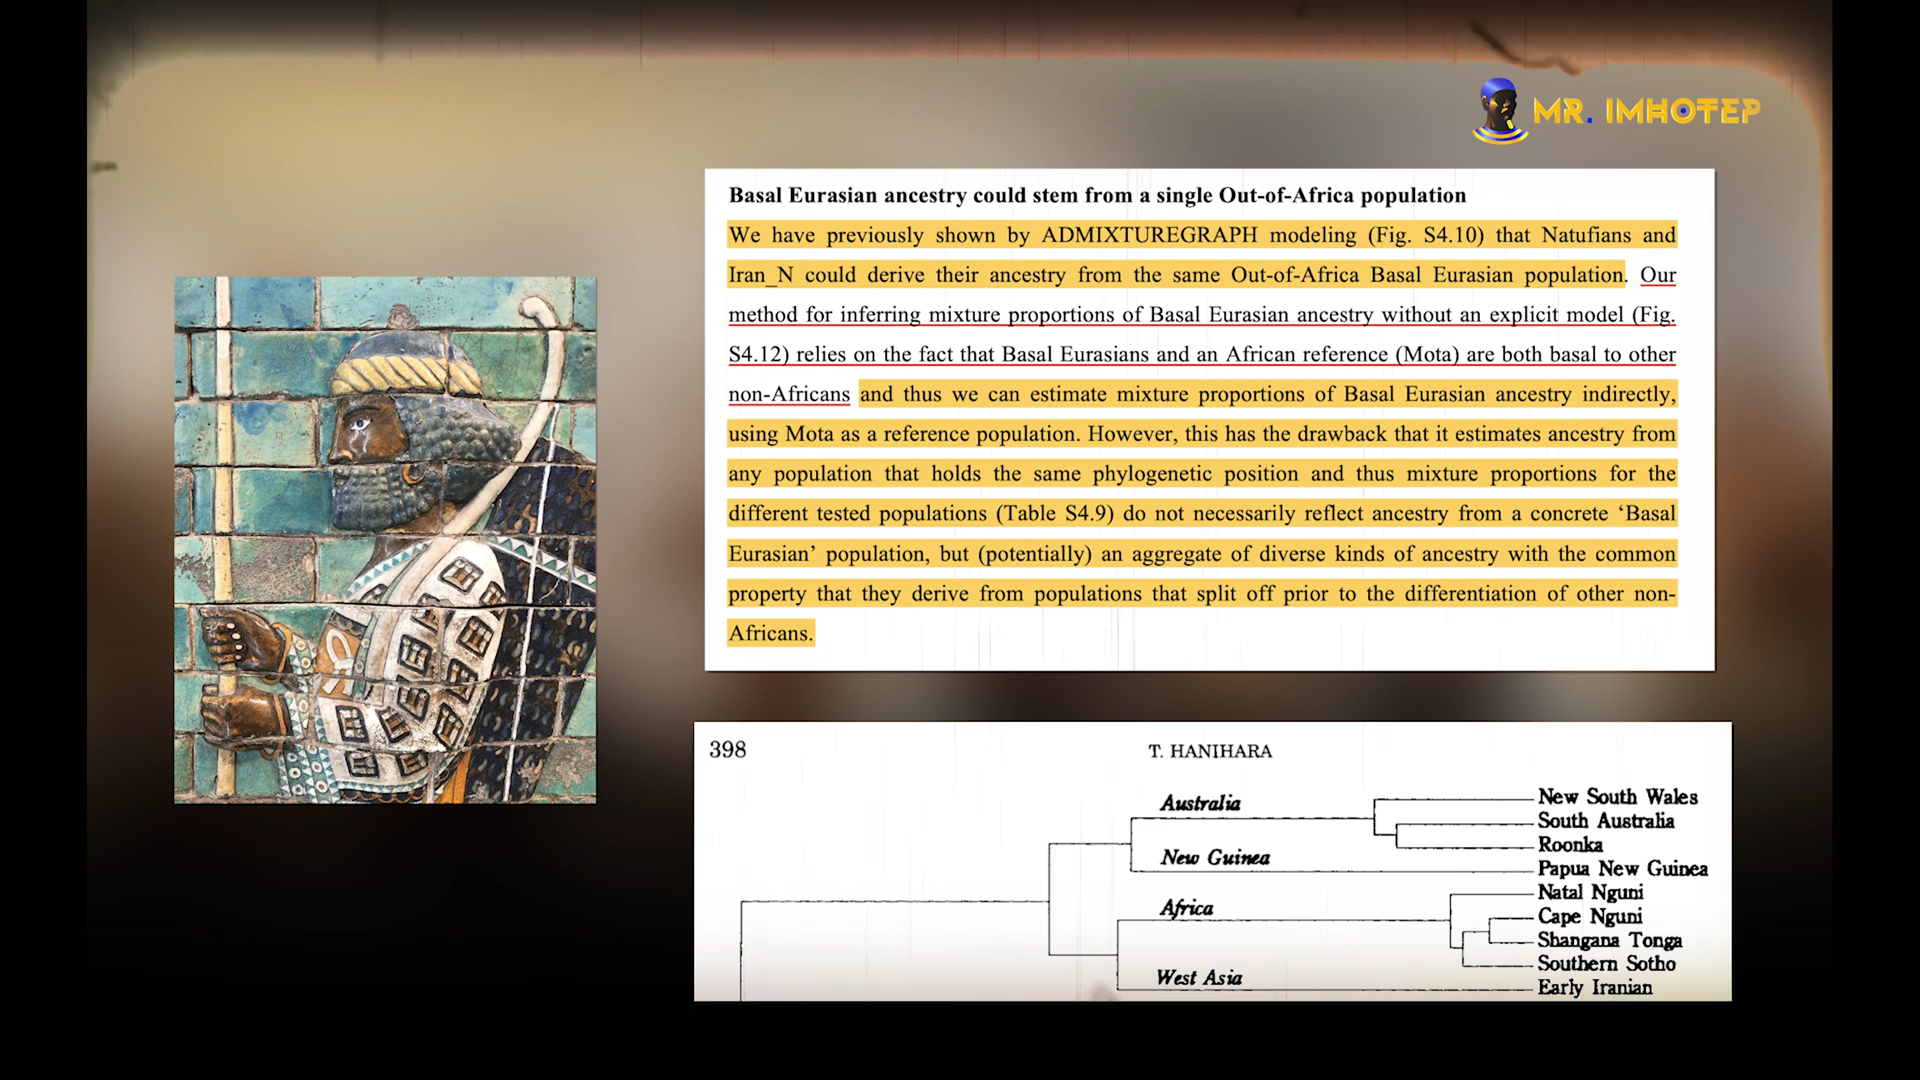 MR. IMHOTEP
Basal Eurasian ancestry could stem from a single Out-of-Africa population
We have previously shown by ADMIXTUREGRAPH modeling (Fig. S4.10) that Natufians and
Iran_N could derive their ancestry from the same Out-of-Africa Basal Eurasian population. Our
method for inferring mixture proportions of Basal Eurasian ancestry without an explicit model (Fig.
S4.12) relies on the fact that Basal Eurasians and an African reference (Mota) are both basal to other
non-Africans and thus we can estimate mixture proportions of Basal Eurasian ancestry indirectly,
using Mota as a reference population. However, this has the drawback that it estimates ancestry from
any population that holds the same phylogenetic position and thus mixture proportions for the
different tested populations (Table S4.9) do not necessarily reflect ancestry from a concrete ‘Basal
Eurasian’ population, but (potentially) an aggregate of diverse kinds of ancestry with the common
property that they derive from populations that split off prior to the differentiation of other non-
Africans.
398
T. HANIHARA
Australia
New South Wales
South Australia
Roonka
New Guinea
Papua New Guinea
Africa
Natal Nguni
Cape Nguni
Shangana Tonga
Southern Sotho
West Asia
Early Iranian